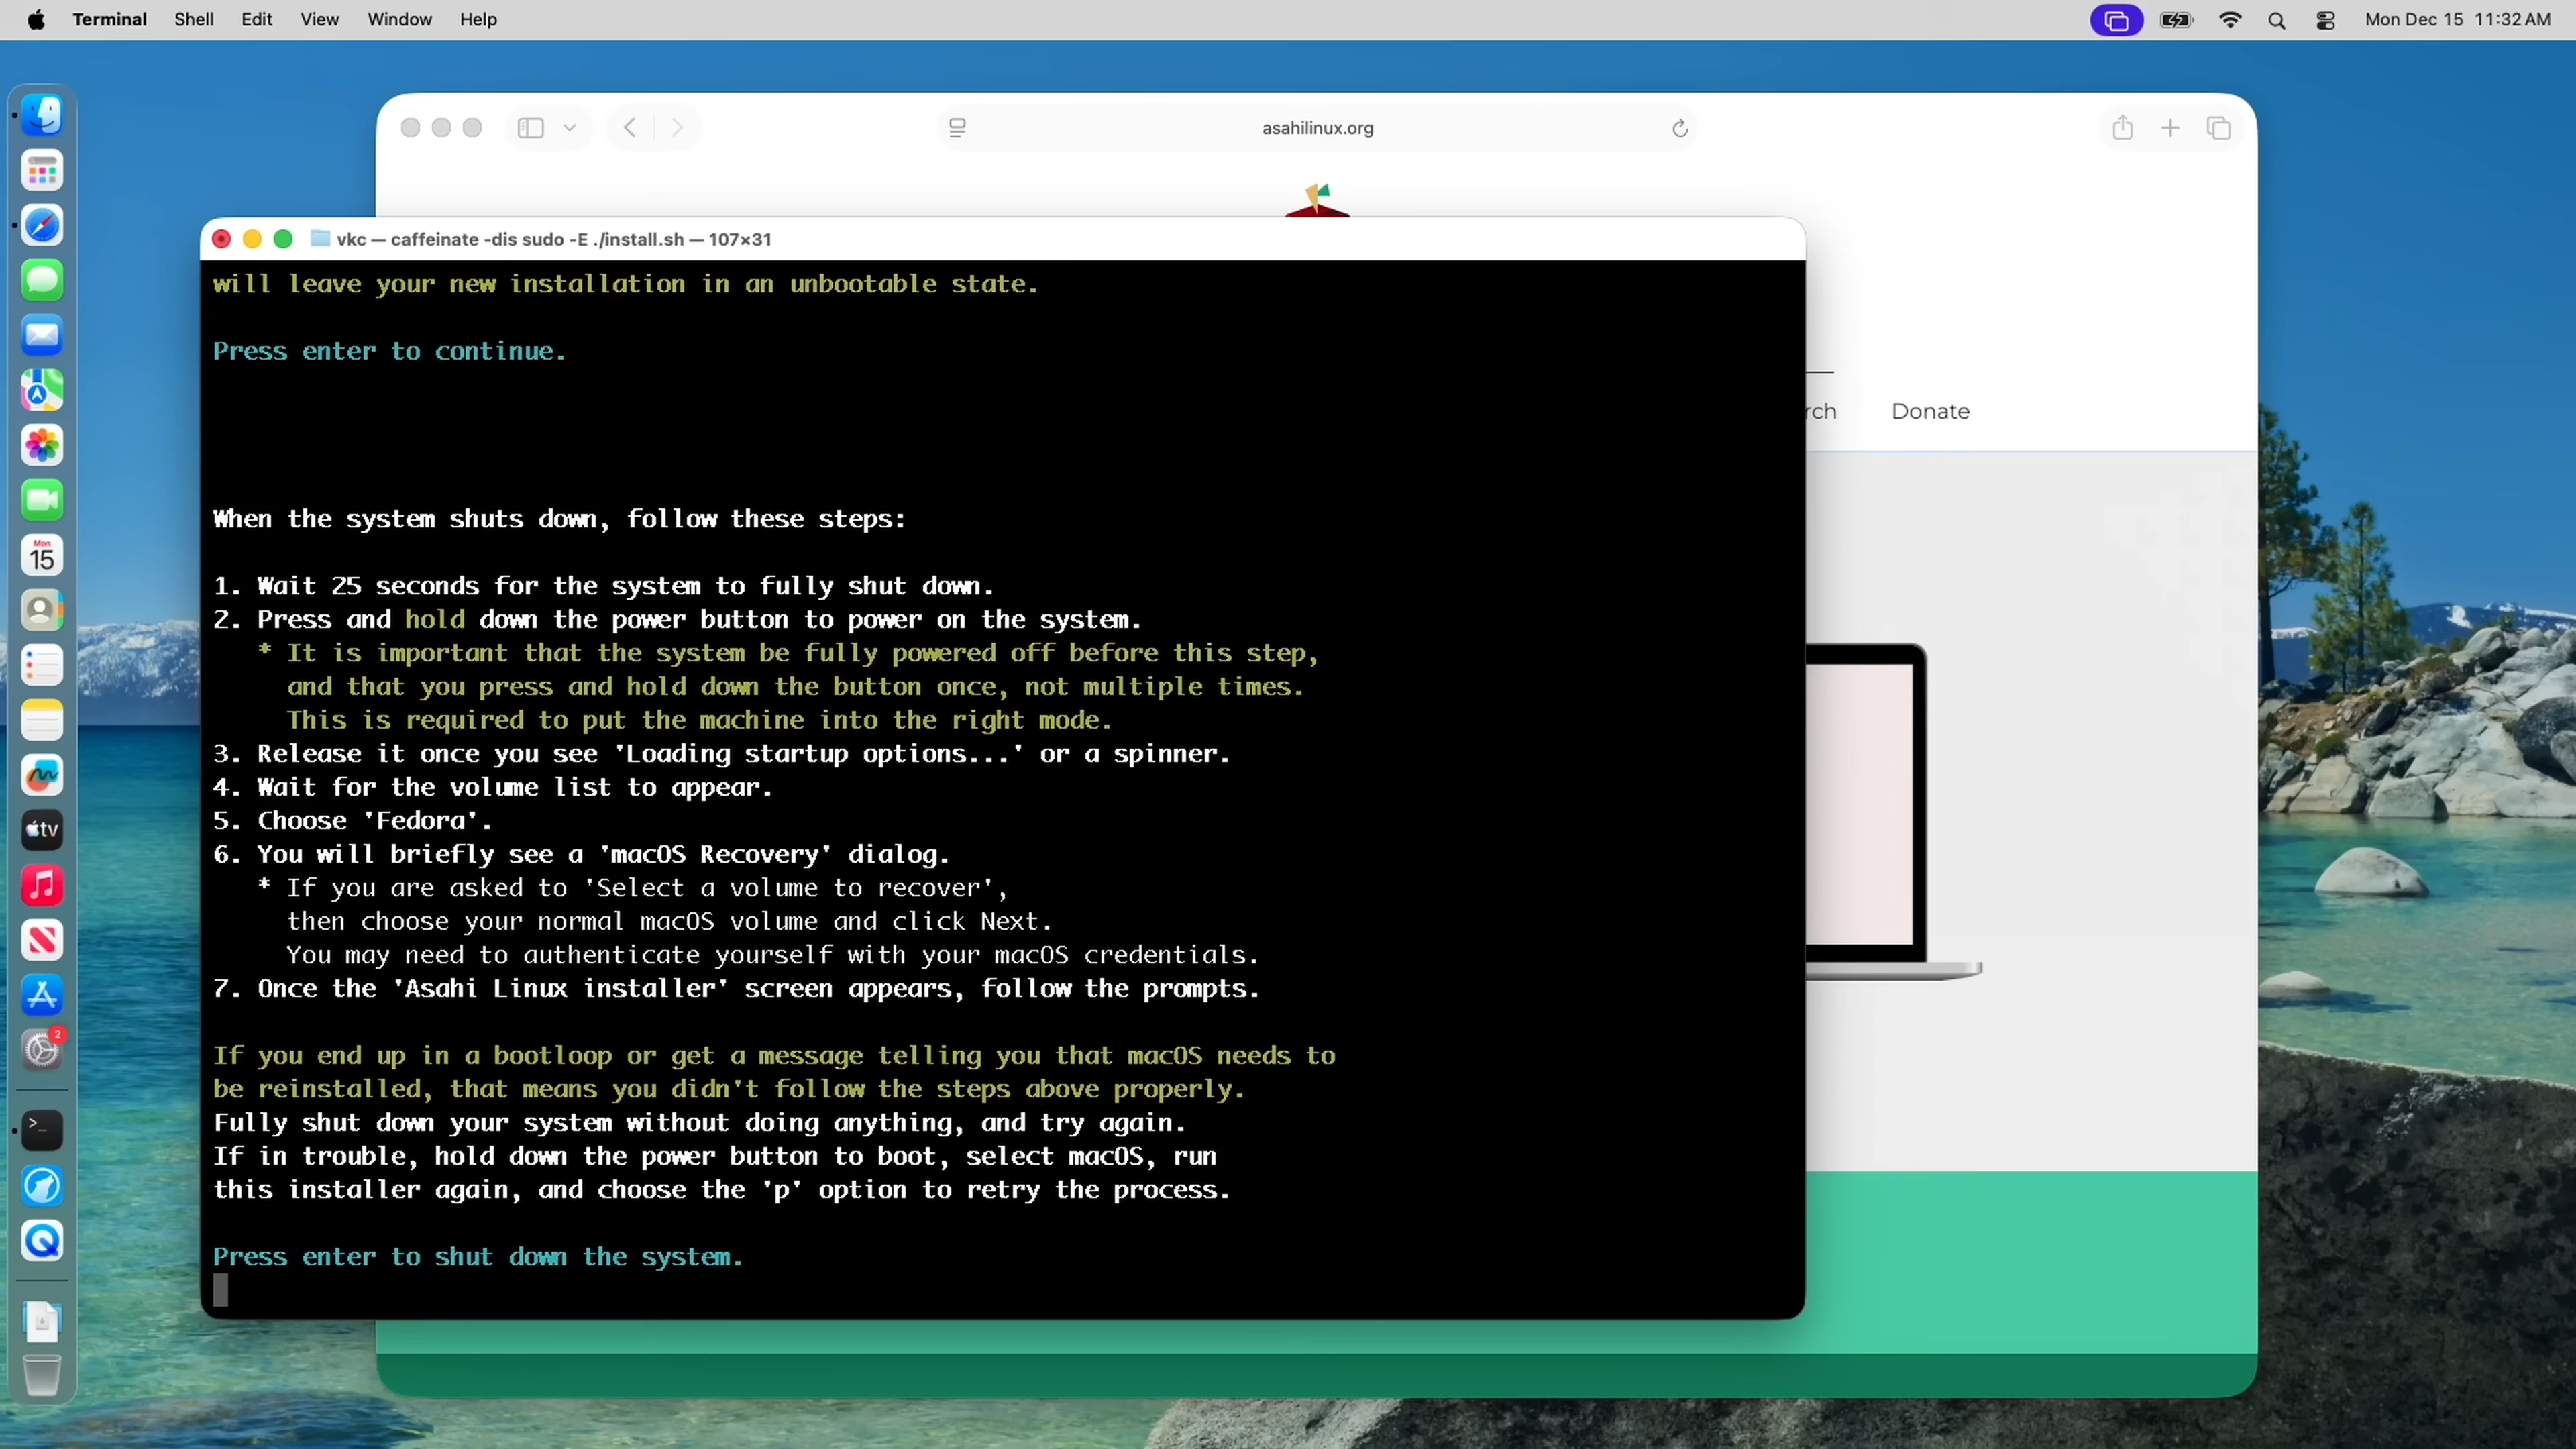 Terminal Shell Edit View Window Help
Mon Dec 15 11:32 AM
asahilinux.org
rch Donate
vkc — caffeinate -dis sudo -E ./install.sh — 107×31
will leave your new installation in an unbootable state.
Press enter to continue.
When the system shuts down, follow these steps:
1. Wait 25 seconds for the system to fully shut down.
2. Press and hold down the power button to power on the system.
* It is important that the system be fully powered off before this step,
and that you press and hold down the button once, not multiple times.
This is required to put the machine into the right mode.
3. Release it once you see 'Loading startup options...' or a spinner.
4. Wait for the volume list to appear.
5. Choose 'Fedora'.
6. You will briefly see a 'macOS Recovery' dialog.
* If you are asked to 'Select a volume to recover',
then choose your normal macOS volume and click Next.
You may need to authenticate yourself with your macOS credentials.
7. Once the 'Asahi Linux installer' screen appears, follow the prompts.
If you end up in a bootloop or get a message telling you that macOS needs to
be reinstalled, that means you didn't follow the steps above properly.
Fully shut down your system without doing anything, and try again.
If in trouble, hold down the power button to boot, select macOS, run
this installer again, and choose the 'p' option to retry the process.
Press enter to shut down the system.
Mon
15
tv
2
>_